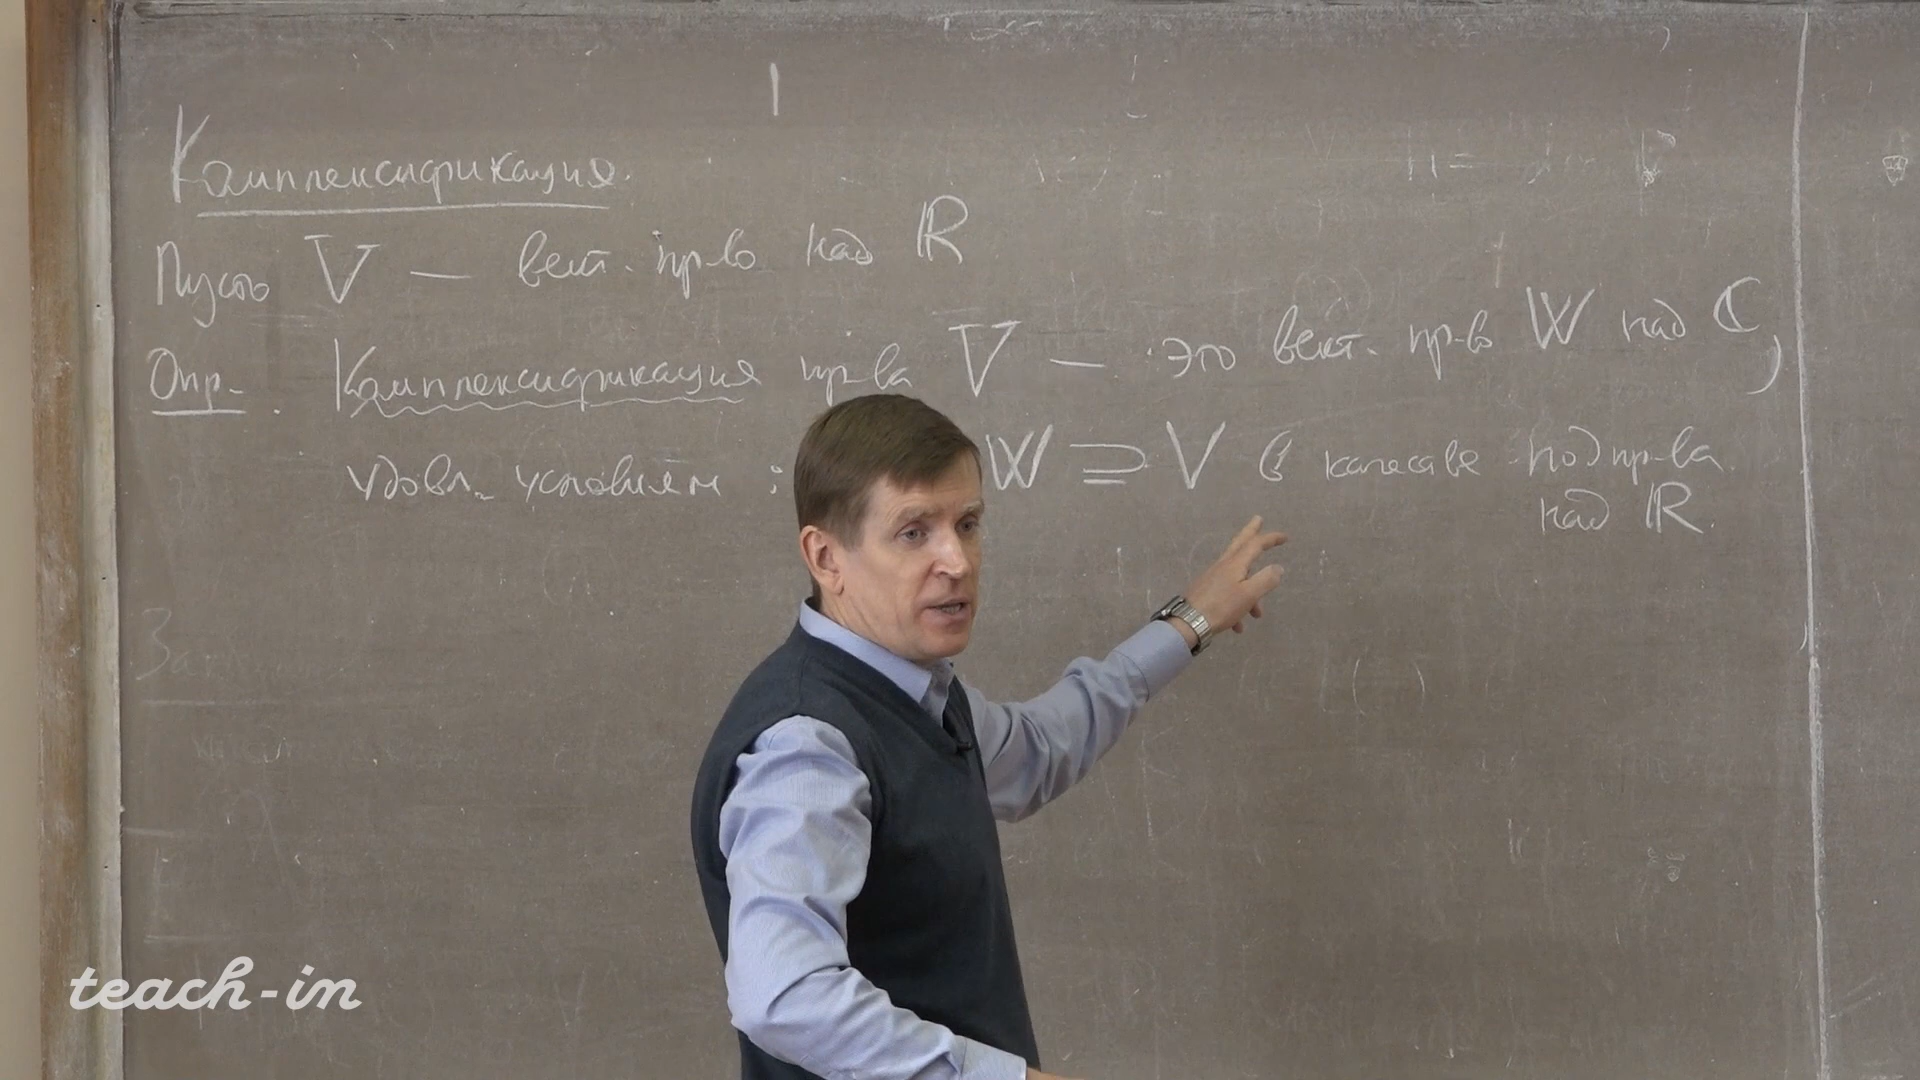 Комплексификация.
Пусть V — вект. пр-во над ℝ
Опр. Комплексификация пр-ва V — это вект. пр-во W над ℂ,
удовл. условиям : W ⊇ V в качестве подпр-ва
над ℝ.
teach-in